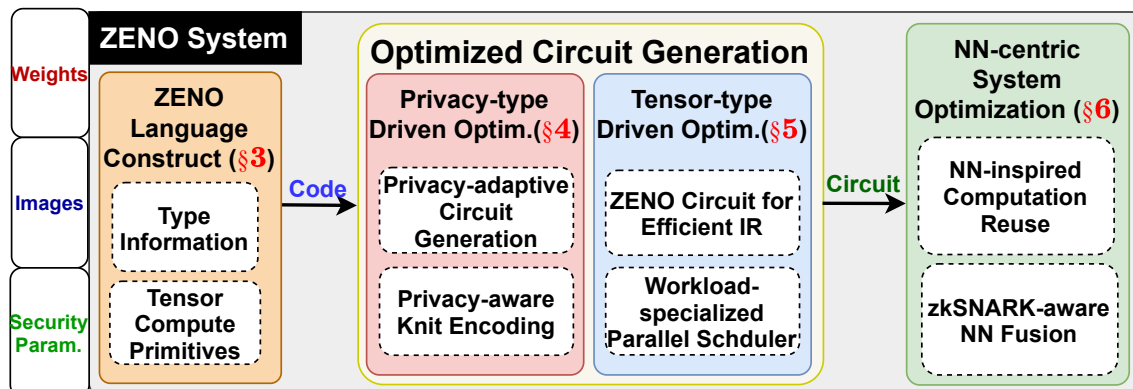 Weights
Images
Security
Param.
ZENO System
ZENO
Language
Construct (§3)
Type
Information
Tensor
Compute
Primitives
Code
Optimized Circuit Generation
Privacy-type
Driven Optim.(§4)
Privacy-adaptive
Circuit
Generation
Privacy-aware
Knit Encoding
Tensor-type
Driven Optim.(§5)
ZENO Circuit for
Efficient IR
Workload-
specialized
Parallel Schduler
Circuit
NN-centric
System
Optimization (§6)
NN-inspired
Computation
Reuse
zkSNARK-aware
NN Fusion